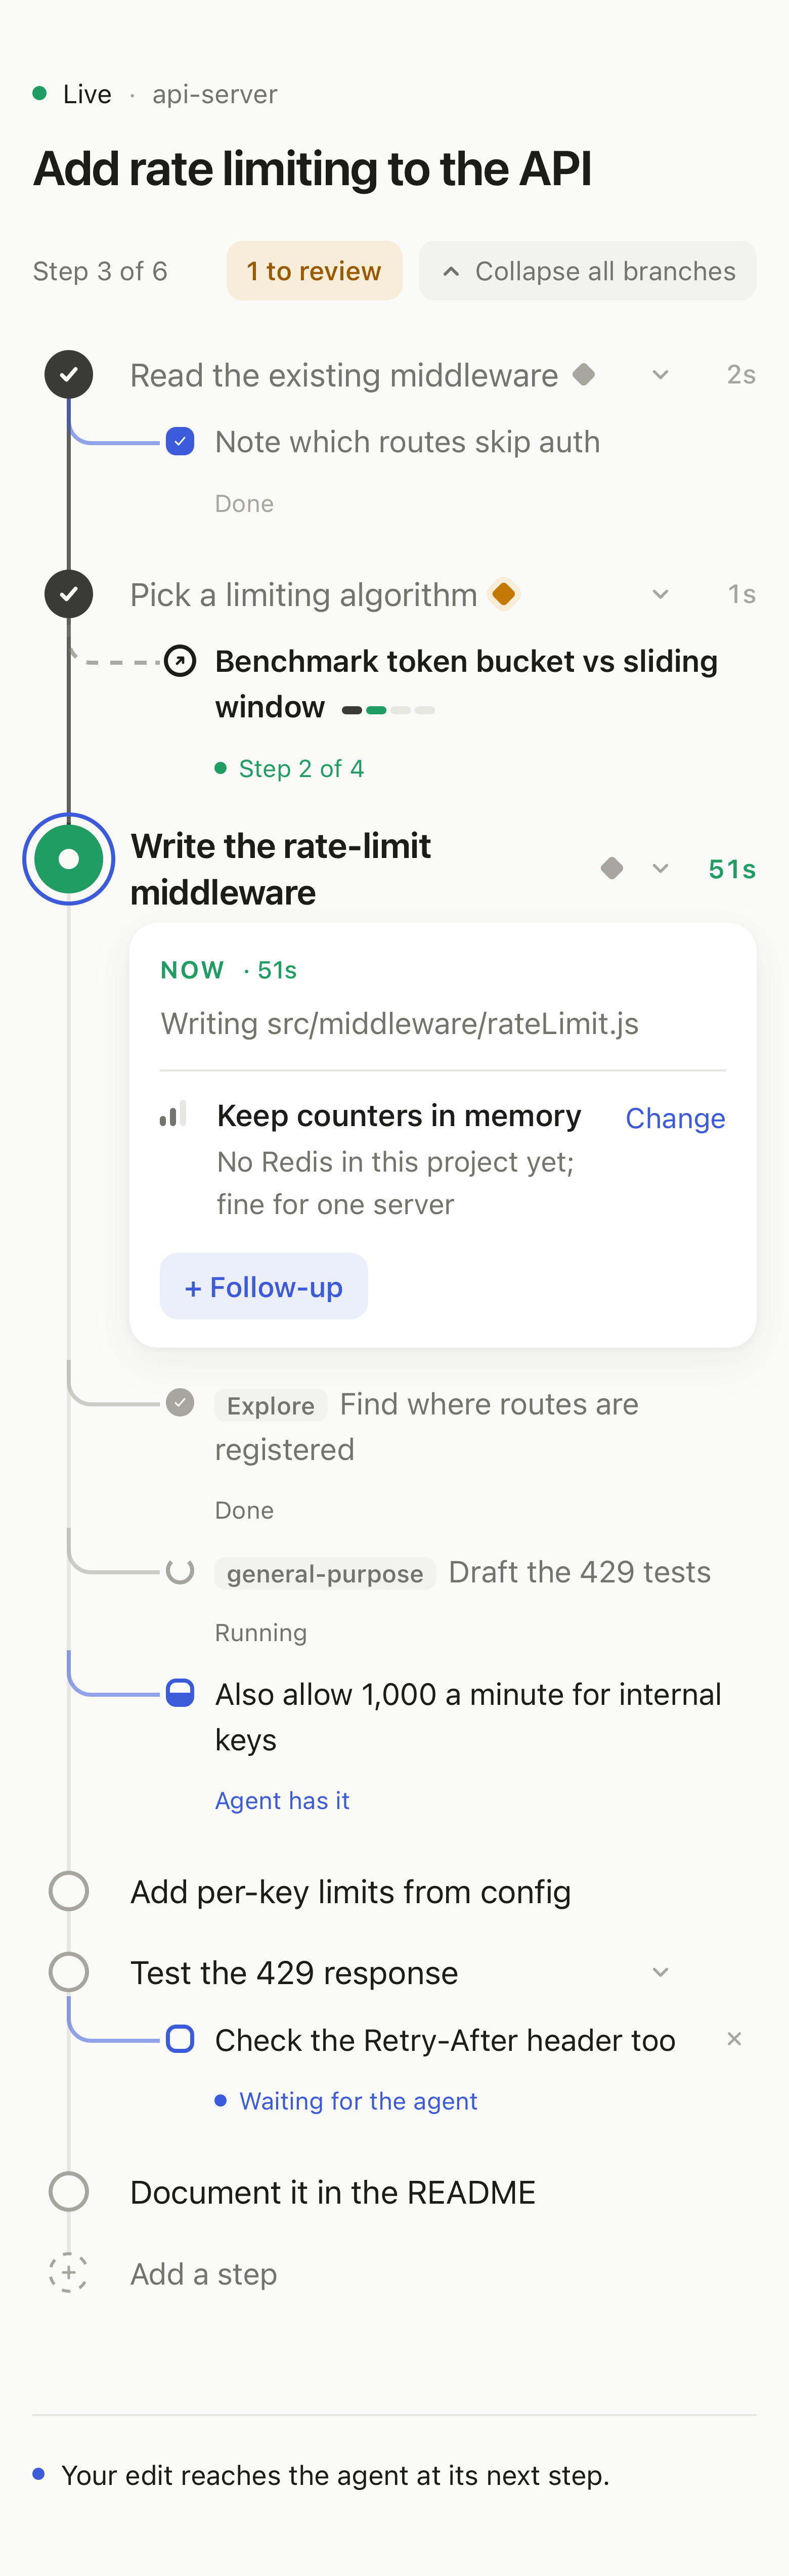 Live · api-server
Add rate limiting to the API
Step 3 of 6
1 to review
Collapse all branches
Read the existing middleware
2s
Note which routes skip auth
Done
Pick a limiting algorithm
1s
Benchmark token bucket vs sliding
window
Step 2 of 4
Write the rate-limit
middleware
51s
NOW · 51s
Writing src/middleware/rateLimit.js
Keep counters in memory
Change
No Redis in this project yet;
fine for one server
+ Follow-up
Explore Find where routes are
registered
Done
general-purpose Draft the 429 tests
Running
Also allow 1,000 a minute for internal
keys
Agent has it
Add per-key limits from config
Test the 429 response
Check the Retry-After header too
Waiting for the agent
Document it in the README
Add a step
Your edit reaches the agent at its next step.